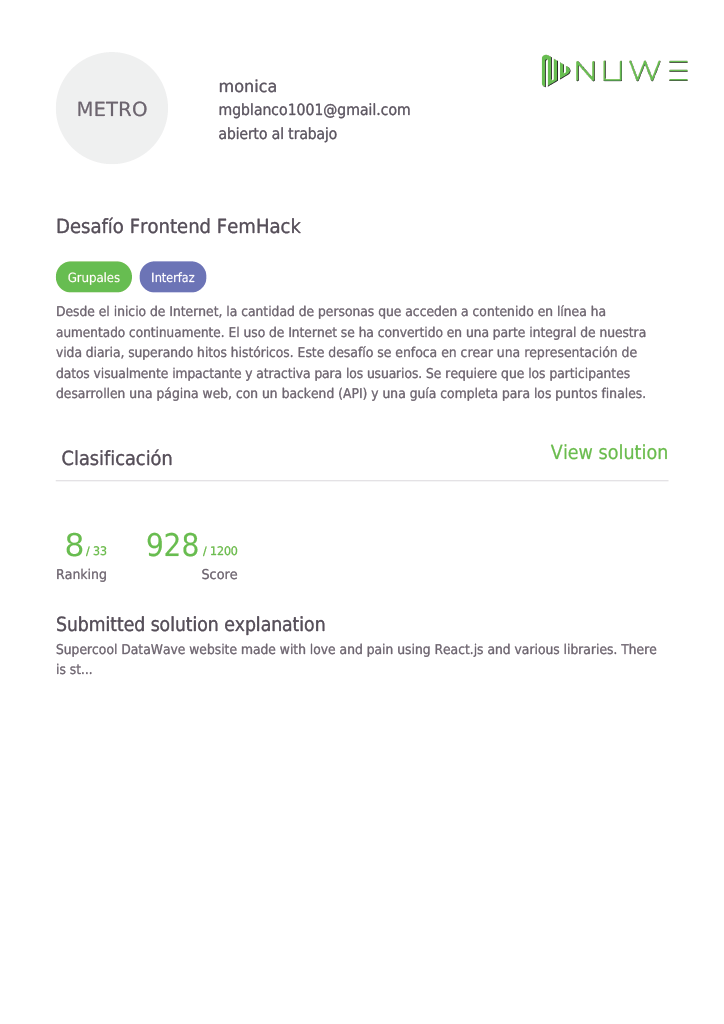 METRO
monica
mgblanco1001@gmail.com
abierto al trabajo
NUWE
Desafío Frontend FemHack
Grupales
Interfaz
Desde el inicio de Internet, la cantidad de personas que acceden a contenido en línea ha
aumentado continuamente. El uso de Internet se ha convertido en una parte integral de nuestra
vida diaria, superando hitos históricos. Este desafío se enfoca en crear una representación de
datos visualmente impactante y atractiva para los usuarios. Se requiere que los participantes
desarrollen una página web, con un backend (API) y una guía completa para los puntos finales.
Clasificación
View solution
8 / 33
Ranking
928 / 1200
Score
Submitted solution explanation
Supercool DataWave website made with love and pain using React.js and various libraries. There
is st...